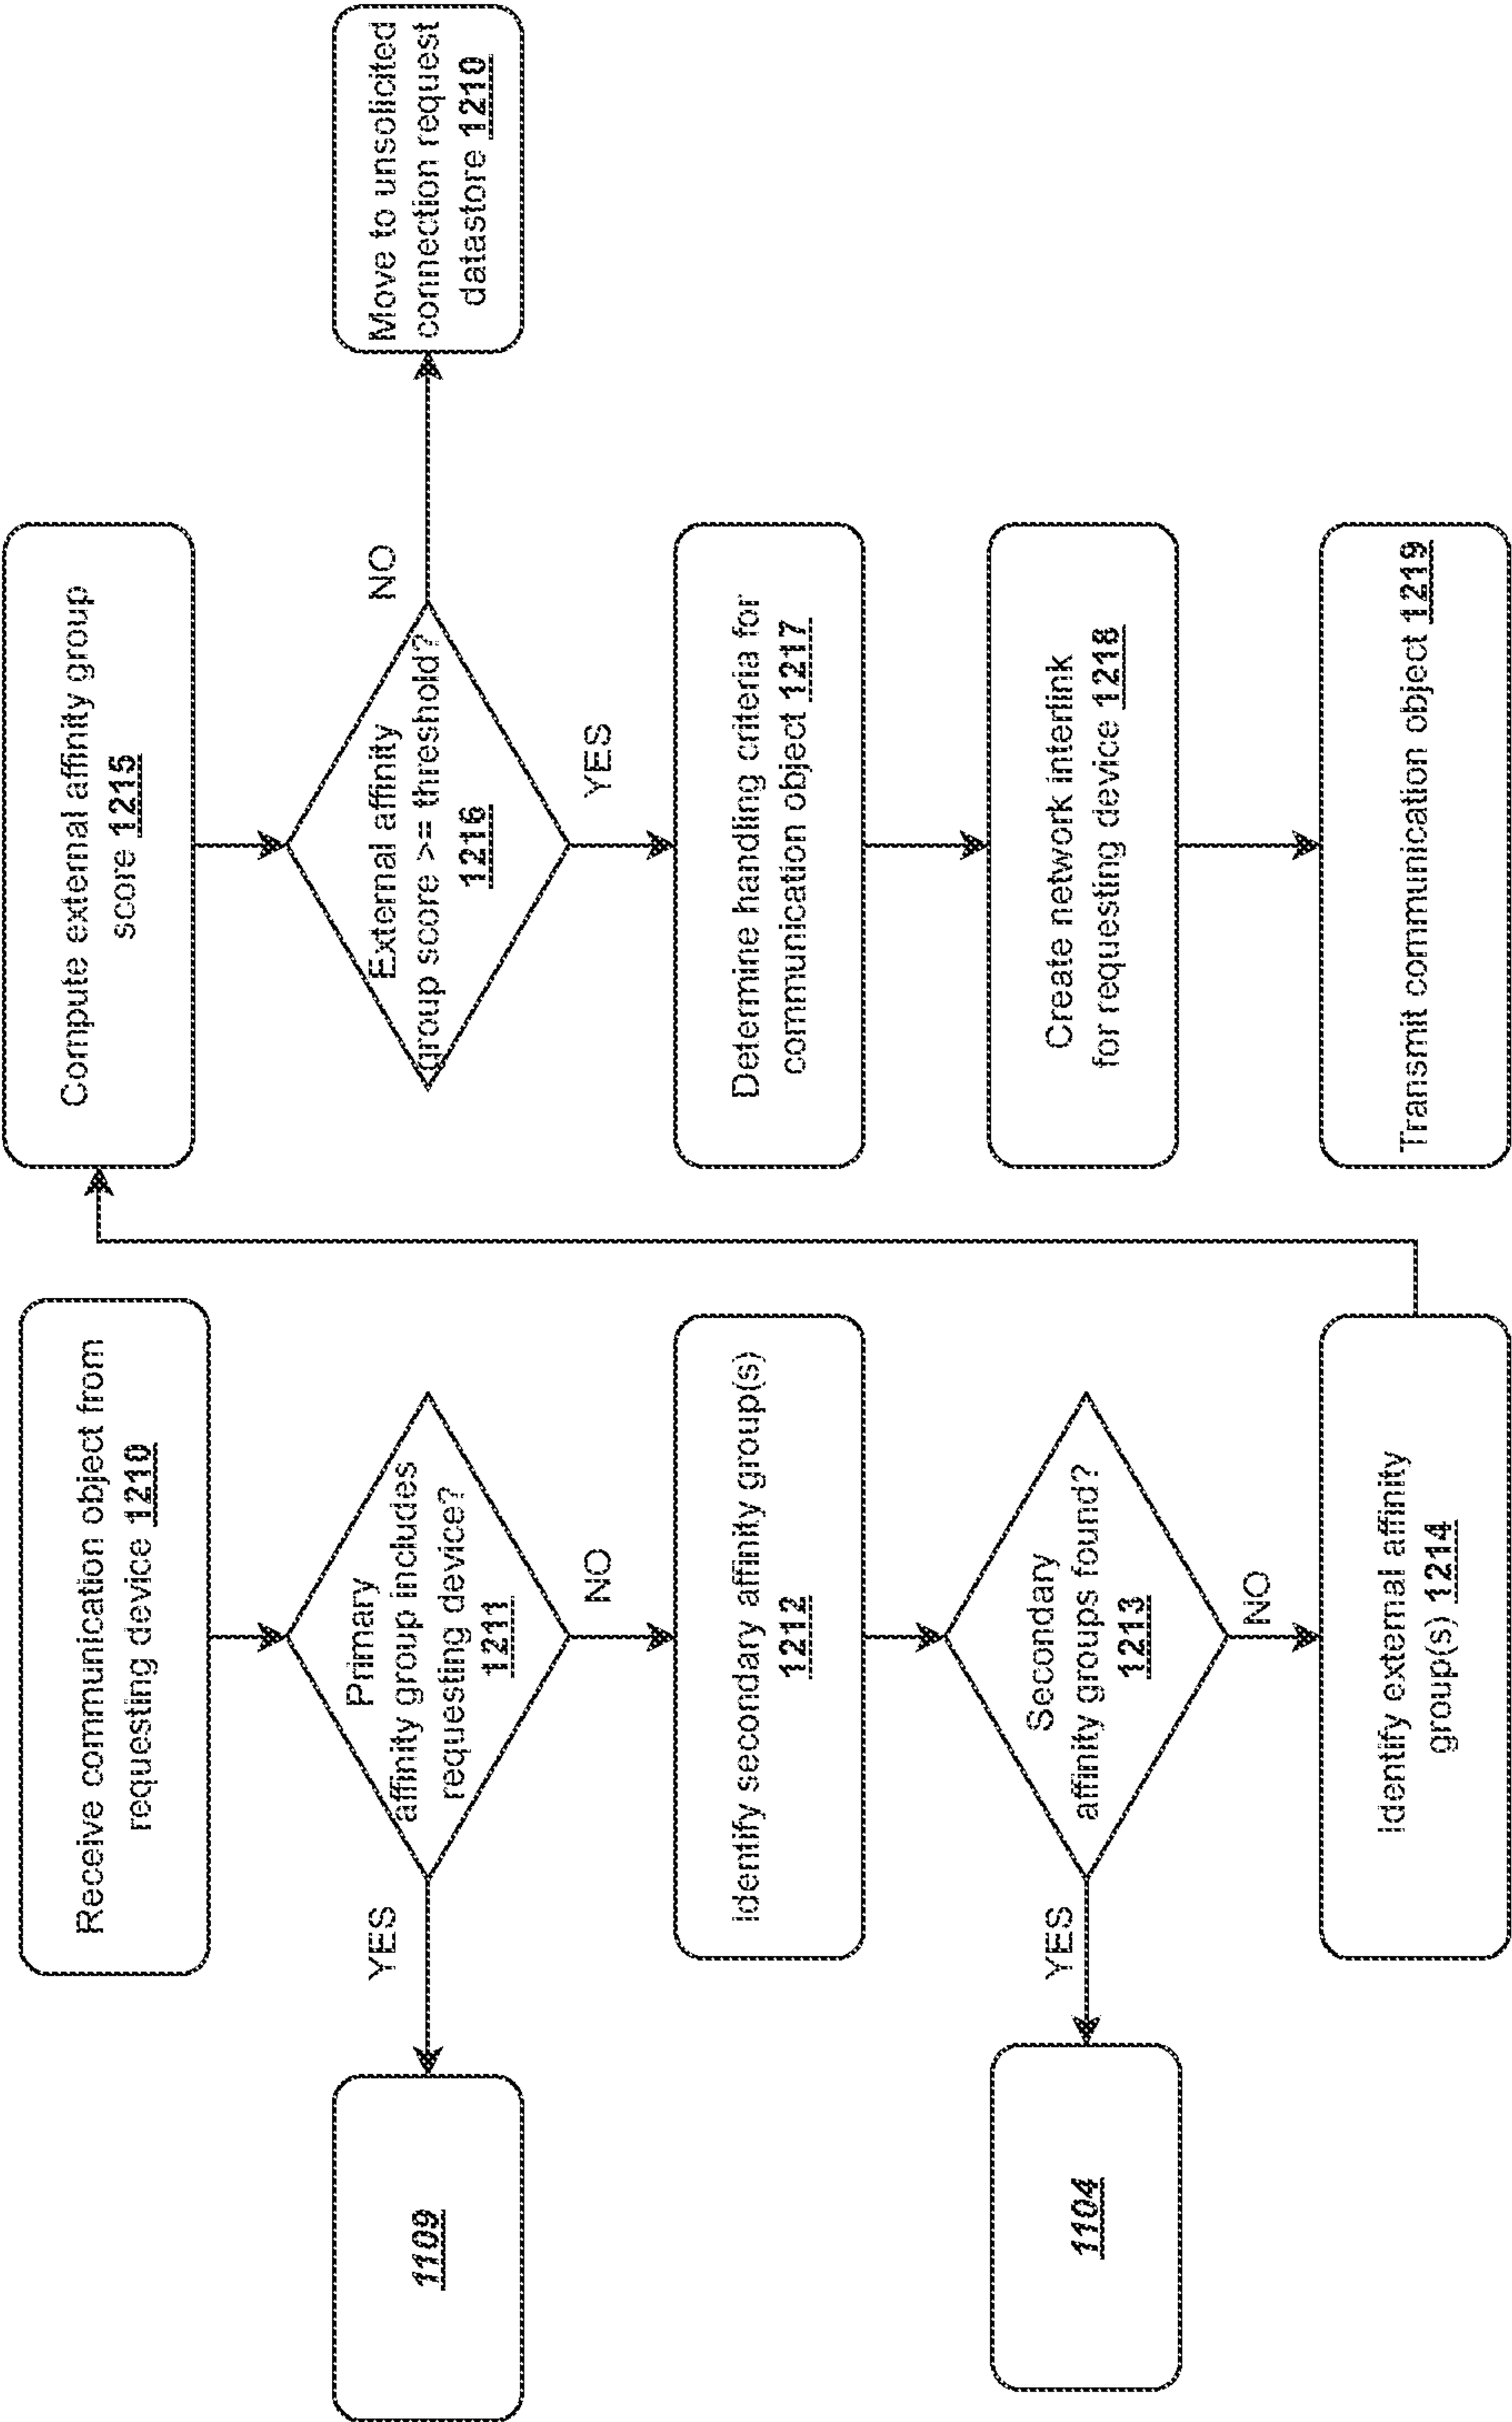 Receive communication object from
requesting device 1210
Primary
affinity group includes
requesting device?
1211
YES
1109
NO
Identify secondary affinity group(s)
1212
Secondary
affinity groups found?
1213
YES
1104
NO
Identify external affinity
group(s) 1214
Compute external affinity group
score 1215
External affinity
group score >= threshold?
1216
NO
Move to unsolicited
connection request
datastore 1210
YES
Determine handling criteria for
communication object 1217
Create network interlink
for requesting device 1218
Transmit communication object 1219